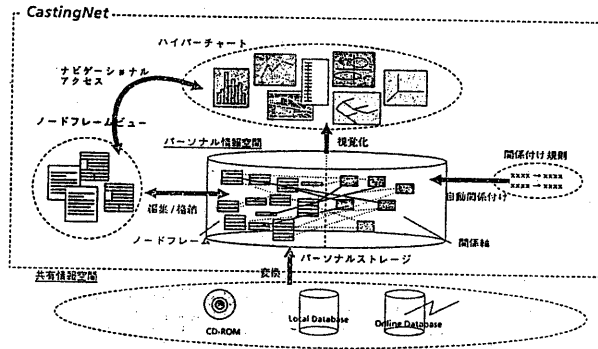 CastingNet
ハイパーチャート
ナビゲーショナル
アクセス
ノードフレームビュー
パーソナル情報空間
視覚化
関係付け規則
xxxx → xxxx
xxxx → xxxx
自動関係付け
編集/格納
ノードフレーム
関係軸
パーソナルストレージ
共有情報空間
変換
CD-ROM
Local Database
Online Database